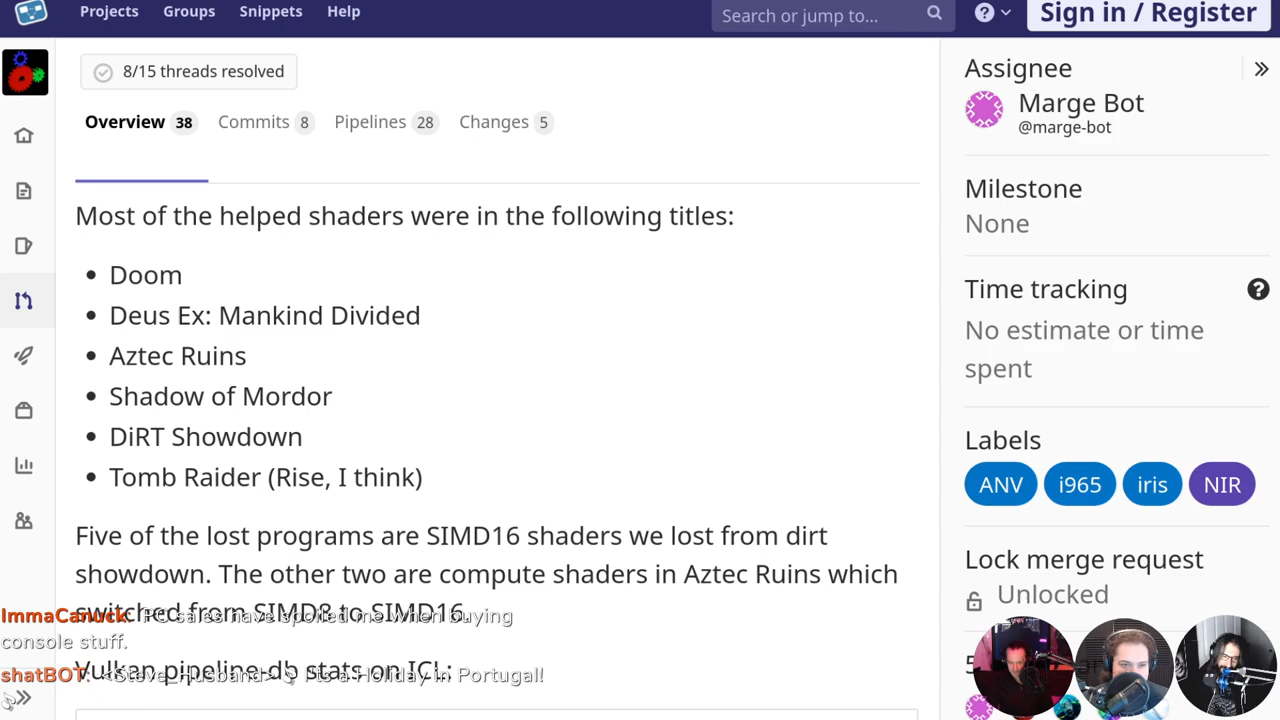 Projects Groups Snippets Help Search or jump to... Sign in / Register
8/15 threads resolved
Overview 38 Commits 8 Pipelines 28 Changes 5
Most of the helped shaders were in the following titles:
• Doom
• Deus Ex: Mankind Divided
• Aztec Ruins
• Shadow of Mordor
• DiRT Showdown
• Tomb Raider (Rise, I think)
Five of the lost programs are SIMD16 shaders we lost from dirt
showdown. The other two are compute shaders in Aztec Ruins which
switched from SIMD8 to SIMD16.
Vulkan pipeline-db stats on ICL:
ImmaCanuck: PC sales have spoiled me when buying
console stuff.
shatBOT: <Steve_Husband> It's a Holiday in Portugal!
Assignee
Marge Bot
@marge-bot
Milestone
None
Time tracking
No estimate or time
spent
Labels
ANV i965 iris NIR
Lock merge request
Unlocked